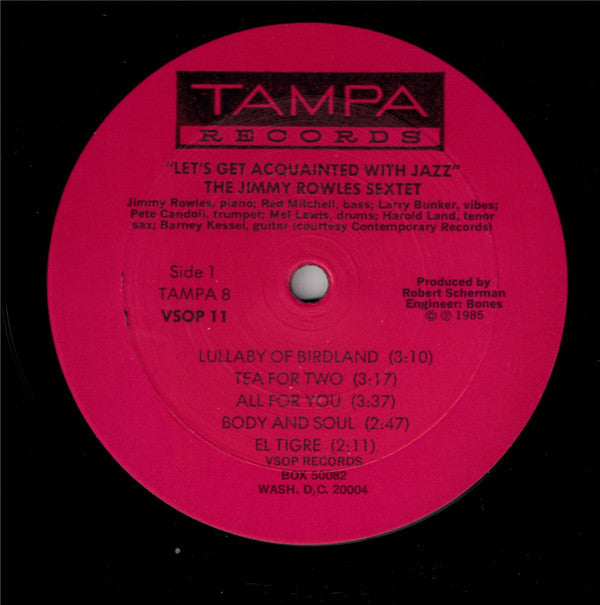 TAMPA
RECORDS
"LET'S GET ACQUAINTED WITH JAZZ"
THE JIMMY ROWLES SEXTET
Jimmy Rowles, piano; Red Mitchell, bass; Larry Bunker, vibes;
Pete Candoli, trumpet; Mel Lewis, drums; Harold Land, tenor
sax; Barney Kessel, guitar (courtesy Contemporary Records)
Side 1
TAMPA 8
VSOP 11
Produced by
Robert Scherman
Engineer: Bones
© ℗ 1985
LULLABY OF BIRDLAND (3:10)
TEA FOR TWO (3:17)
ALL FOR YOU (3:37)
BODY AND SOUL (2:47)
EL TIGRE (2:11)
VSOP RECORDS
BOX 50082
WASH. D.C. 20004